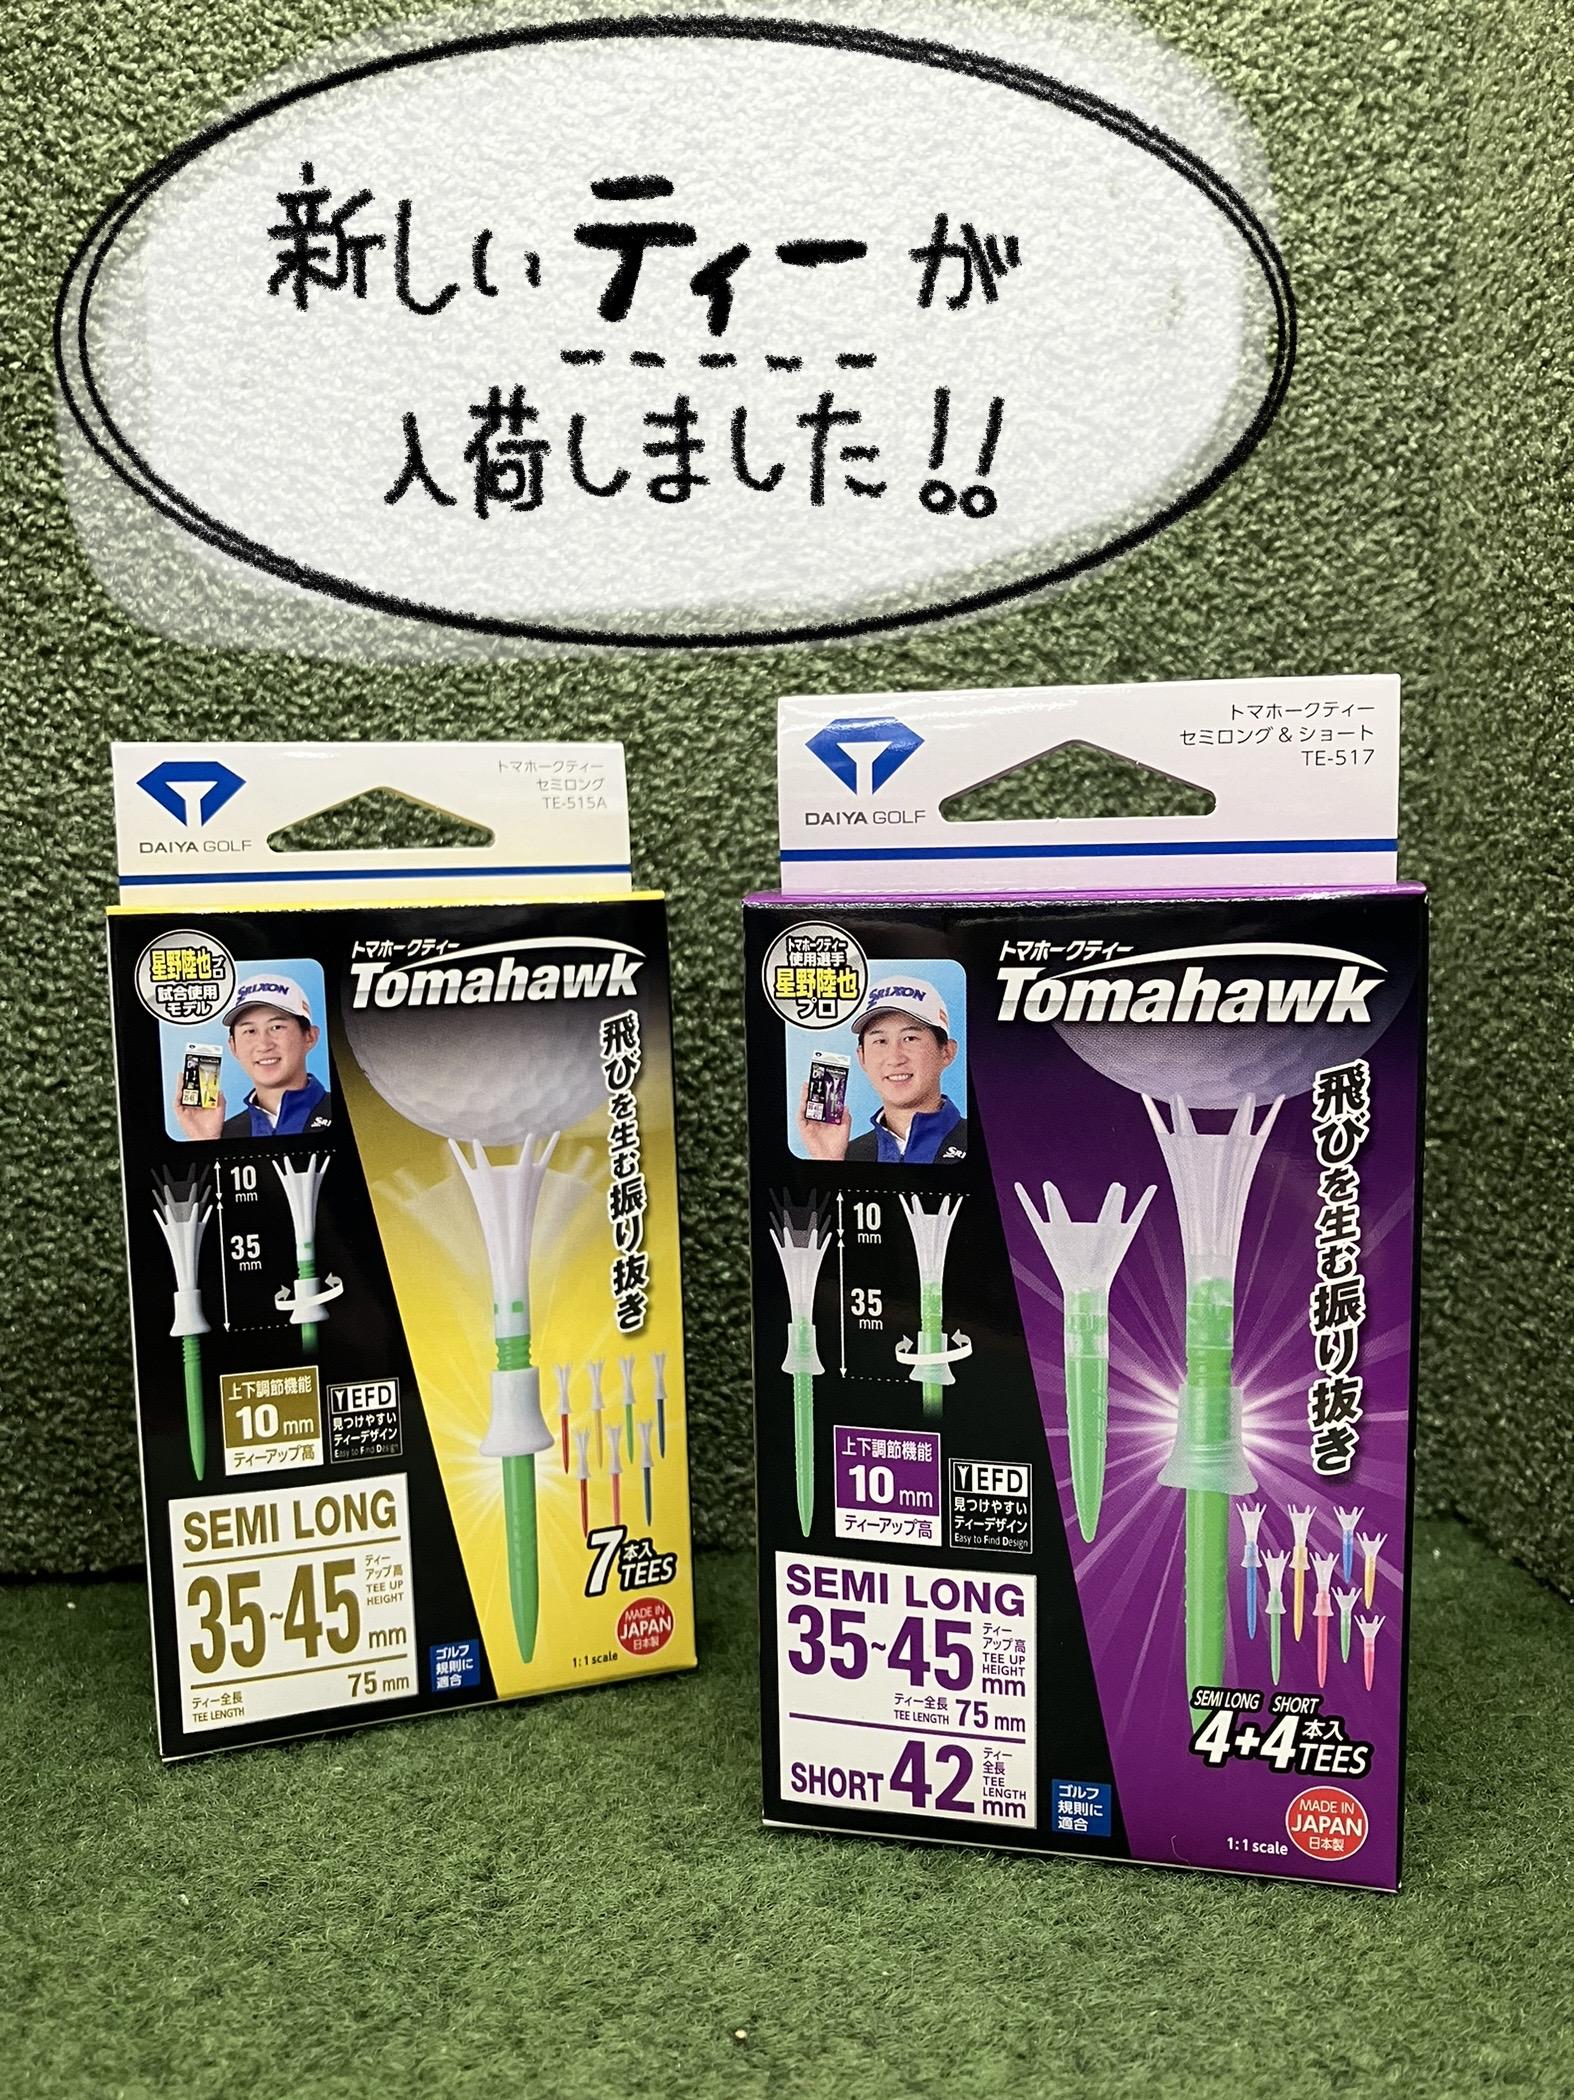 新しいティーが
入荷しました!!
DAIYA GOLF
トマホークティー
セミロング
TE-515A
星野陸也プロ
試合使用
モデル
SRIXON
トマホークティー
Tomahawk
飛びを生む振り抜き
10
mm
35
mm
上下調節機能
10 mm
ティーアップ高
EFD
見つけやすい
ティーデザイン
Easy to Find Design
SEMI LONG
35~45 mm
ティー
アップ高
TEE UP
HEIGHT
ティー全長
TEE LENGTH
75 mm
ゴルフ
規則に
適合
7本入
TEES
MADE IN
JAPAN
日本製
1:1 scale
DAIYA GOLF
トマホークティー
セミロング & ショート
TE-517
トマホークティー
使用選手
星野陸也
プロ
SRIXON
トマホークティー
Tomahawk
飛びを生む振り抜き
10
mm
35
mm
上下調節機能
10 mm
ティーアップ高
EFD
見つけやすい
ティーデザイン
Easy to Find Design
SEMI LONG
35~45 mm
ティー
アップ高
TEE UP
HEIGHT
ティー全長
TEE LENGTH
75 mm
SHORT 42 mm
ティー
全長
TEE
LENGTH
ゴルフ
規則に
適合
SEMI LONG SHORT
4+4本入
TEES
MADE IN
JAPAN
日本製
1:1 scale